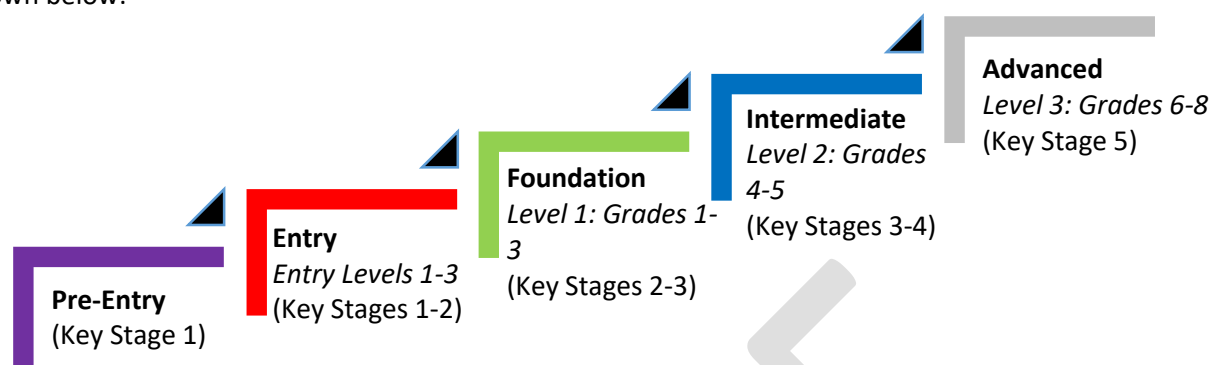 own below:
Pre-Entry
(Key Stage 1)
Entry
Entry Levels 1-3
(Key Stages 1-2)
Foundation
Level 1: Grades 1-
3
(Key Stages 2-3)
Intermediate
Level 2: Grades
4-5
(Key Stages 3-4)
Advanced
Level 3: Grades 6-8
(Key Stage 5)